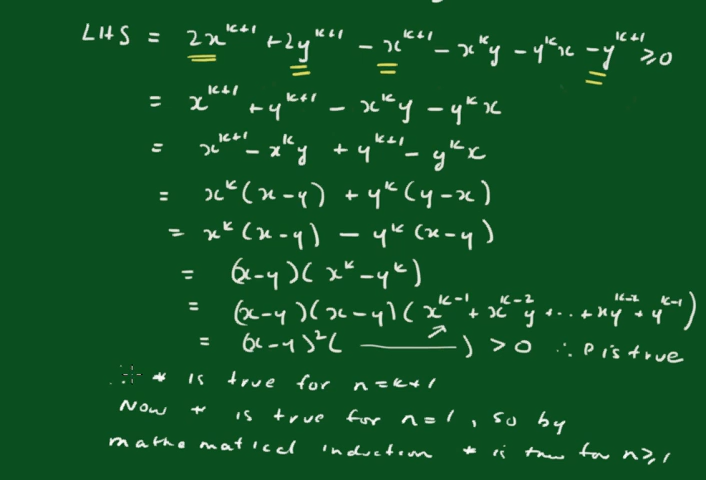 LHS = 2x^{k+1} + 2y^{k+1} - x^{k+1} - x^k y - y^k x - y^{k+1} ≥ 0
= x^{k+1} + y^{k+1} - x^k y - y^k x
= x^{k+1} - x^k y + y^{k+1} - y^k x
= x^k (x-y) + y^k (y-x)
= x^k (x-y) - y^k (x-y)
= (x-y)(x^k - y^k)
= (x-y)(x-y)(x^{k-1} + x^{k-2}y + ... + xy^{k-2} + y^{k-1})
= (x-y)^2 ( ) > 0 ∴ P is true
∴ * is true for n=k+1
Now * is true for n=1, so by
mathematical induction * is true for n≥1